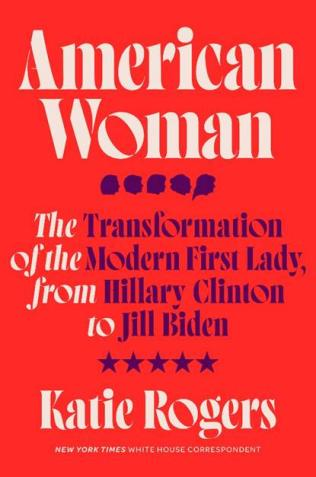 American
Woman
The Transformation
of the Modern First Lady,
from Hillary Clinton
to Jill Biden
Katie Rogers
NEW YORK TIMES WHITE HOUSE CORRESPONDENT